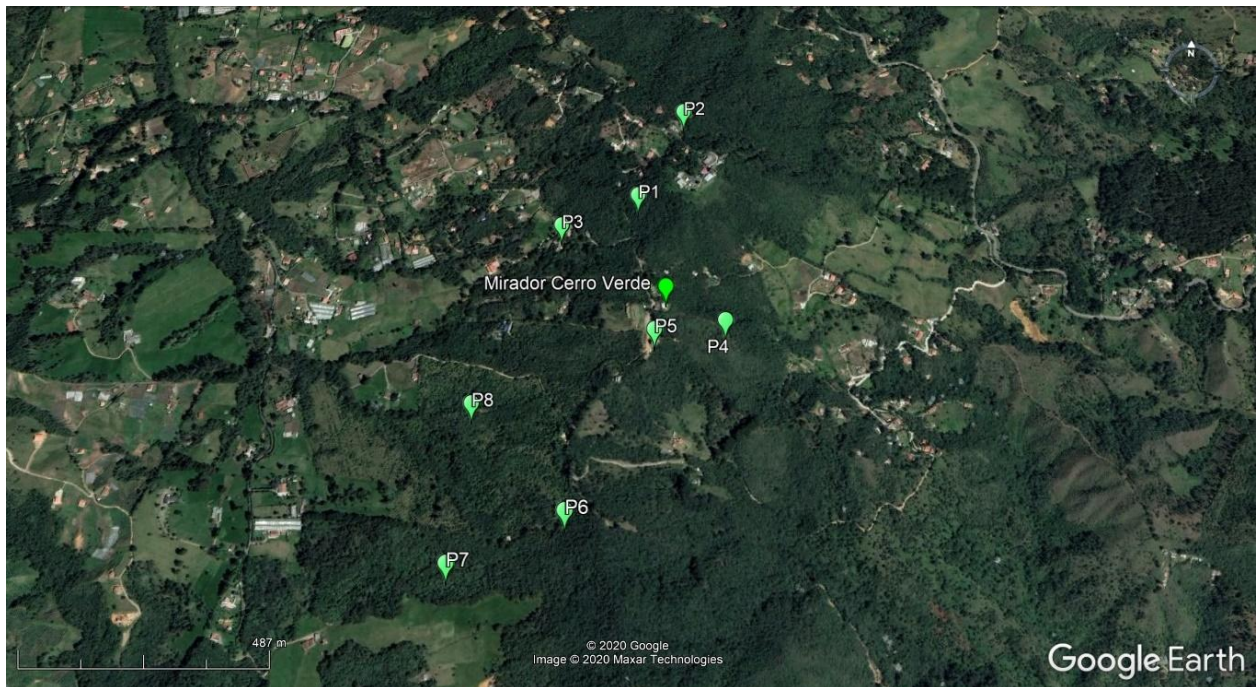 N
P2
P1
P3
Mirador Cerro Verde
P5
P4
P8
P6
P7
487 m
© 2020 Google
Image © 2020 Maxar Technologies
Google Earth